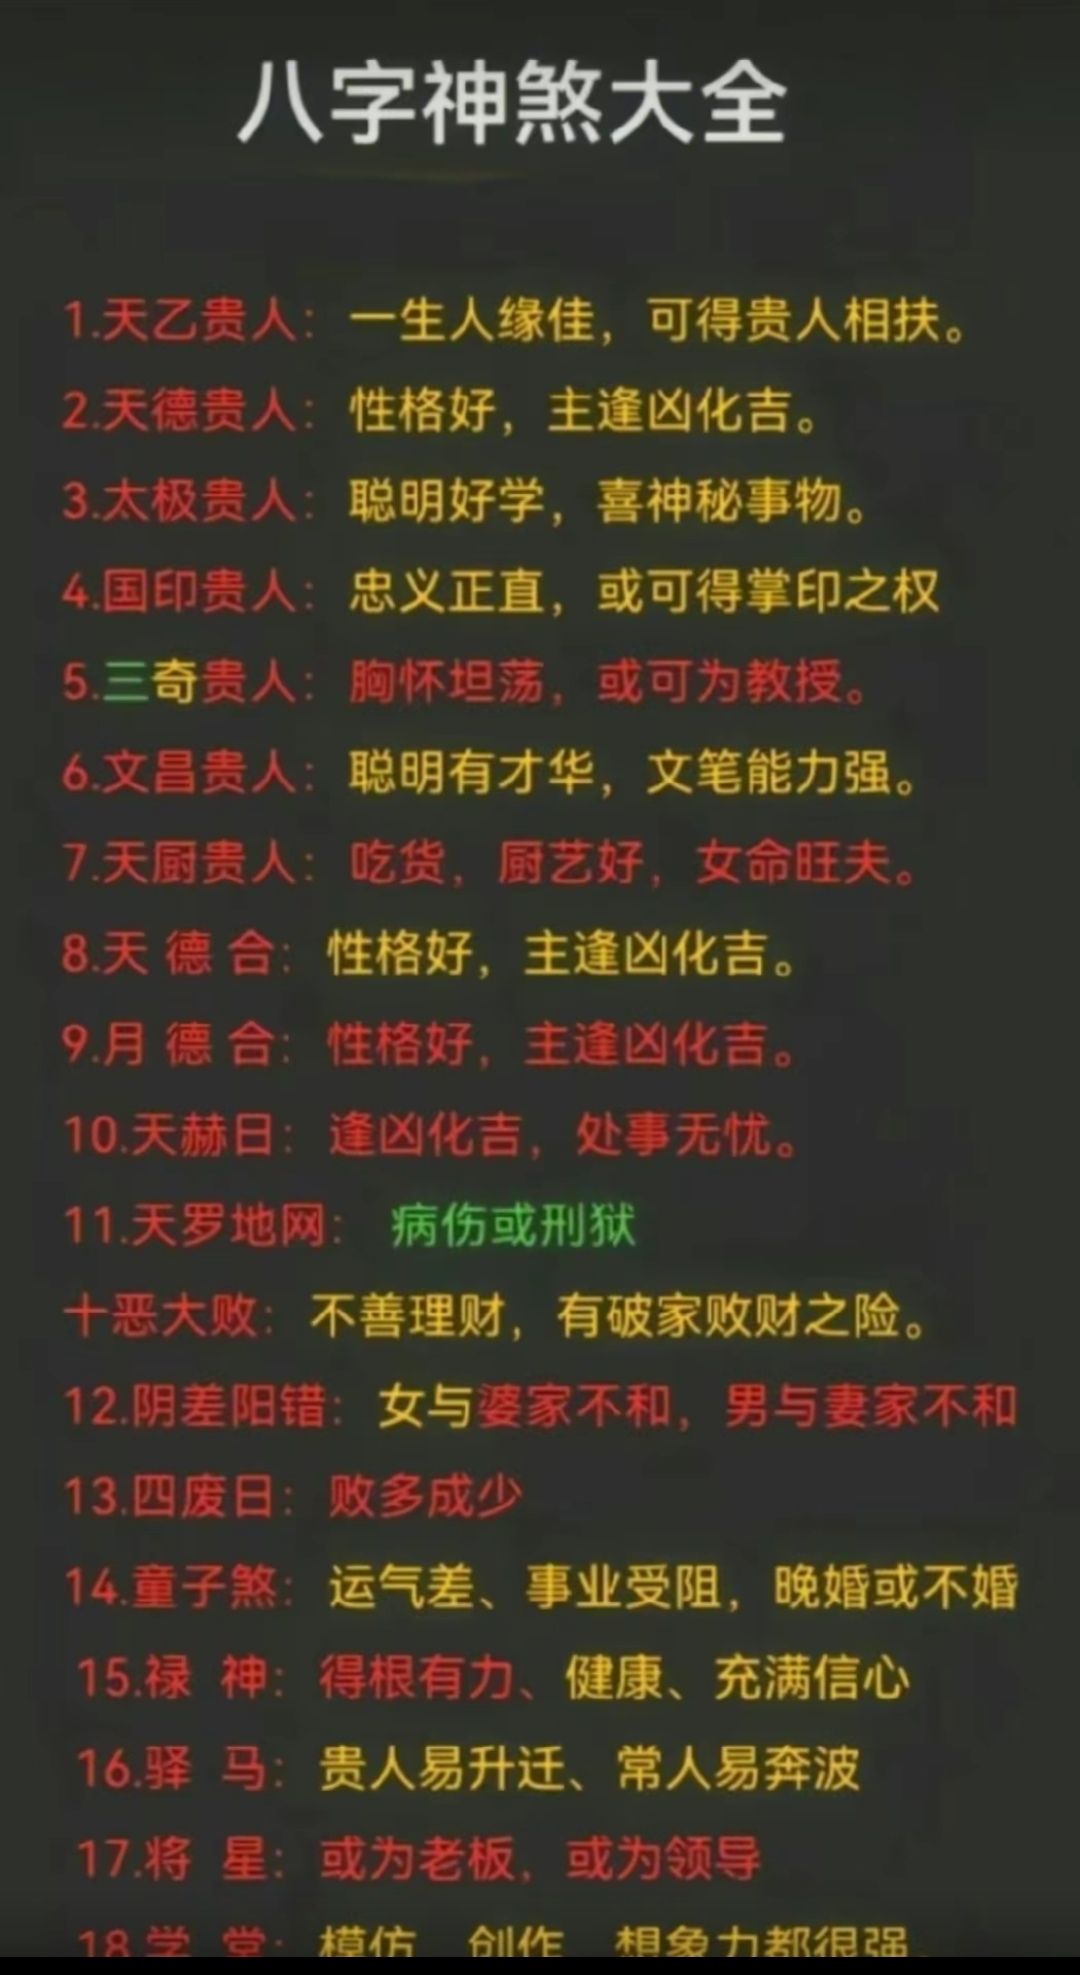 八字神煞大全
1.天乙贵人：一生人缘佳，可得贵人相扶。
2.天德贵人：性格好，主逢凶化吉。
3.太极贵人：聪明好学，喜神秘事物。
4.国印贵人：忠义正直，或可得掌印之权
5.三奇贵人：胸怀坦荡，或可为教授。
6.文昌贵人：聪明有才华，文笔能力强。
7.天厨贵人：吃货，厨艺好，女命旺夫。
8.天 德 合：性格好，主逢凶化吉。
9.月 德 合：性格好，主逢凶化吉。
10.天赫日：逢凶化吉，处事无忧。
11.天罗地网： 病伤或刑狱
十恶大败：不善理财，有破家败财之险。
12.阴差阳错：女与婆家不和，男与妻家不和
13.四废日：败多成少
14.童子煞：运气差、事业受阻，晚婚或不婚
15.禄 神：得根有力、健康、充满信心
16.驿 马：贵人易升迁、常人易奔波
17.将 星：或为老板，或为领导
18.学 堂：模仿、创作、想象力都很强。